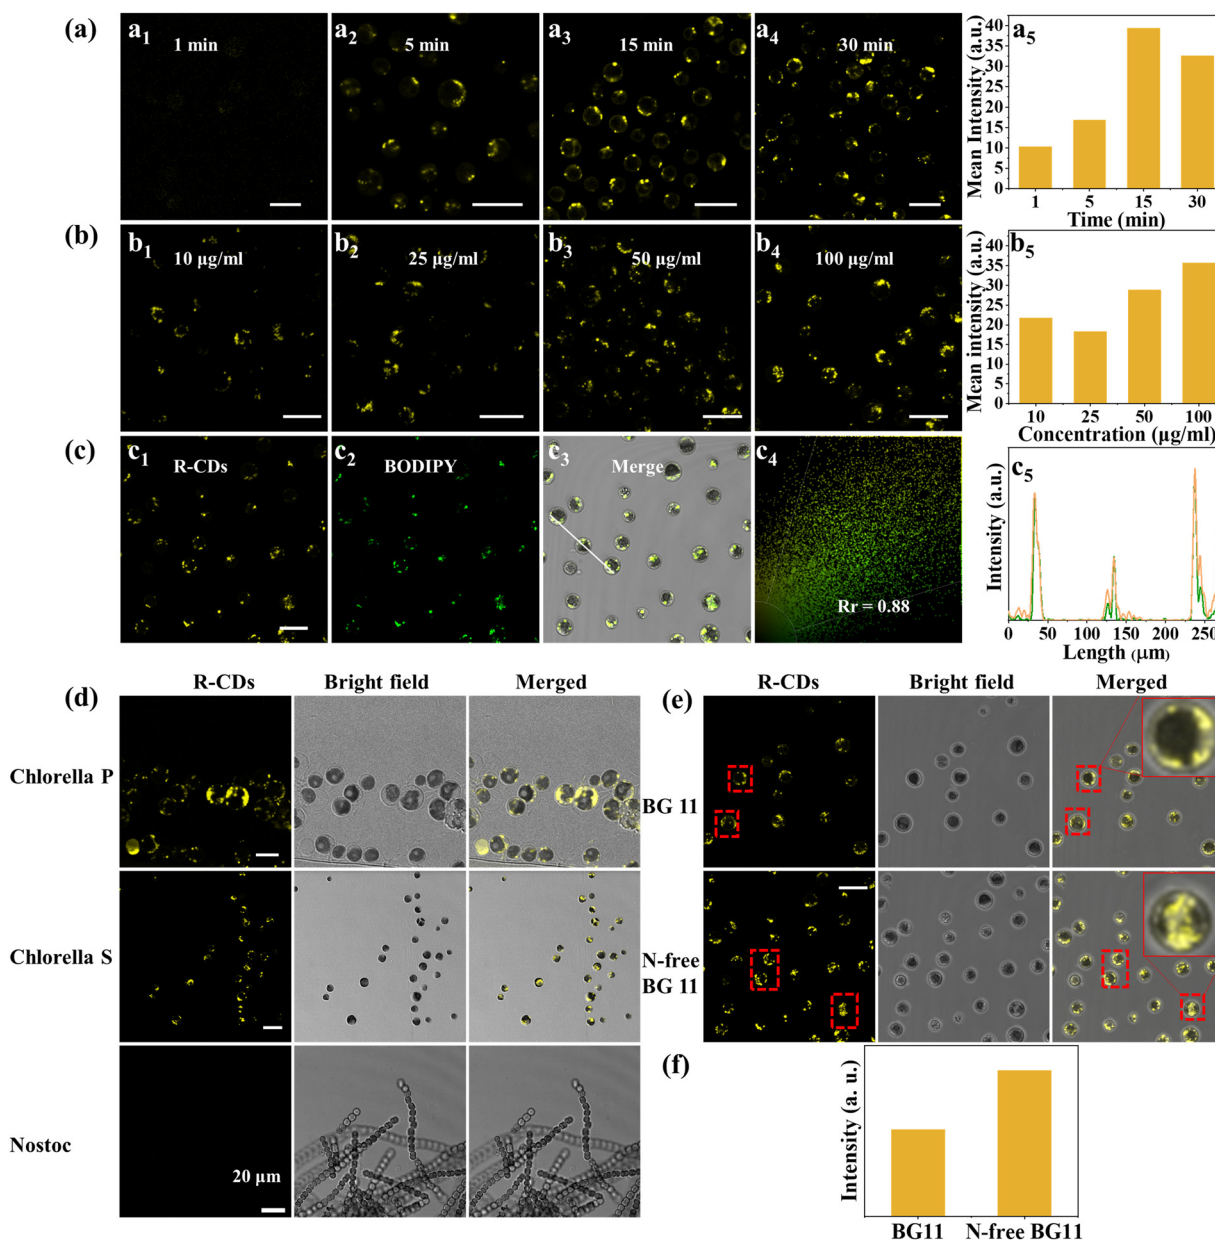 (a)
a1
1 min
a2
5 min
a3
15 min
a4
30 min
a5
Mean Intensity (a.u.)
40
35
30
25
20
15
10
5
0
1 5 15 30
Time (min)
(b)
b1
10 μg/ml
b2
25 μg/ml
b3
50 μg/ml
b4
100 μg/ml
b5
Mean intensity (a.u.)
40
35
30
25
20
15
10
5
0
10 25 50 100
Concentration (μg/ml)
(c)
c1
R-CDs
c2
BODIPY
c3
Merge
c4
Rr = 0.88
c5
Intensity (a.u.)
0 50 100 150 200 250
Length (μm)
(d)
R-CDs Bright field Merged
Chlorella P
Chlorella S
Nostoc
20 μm
(e)
R-CDs Bright field Merged
BG 11
N-free
BG 11
(f)
Intensity (a. u.)
BG11 N-free BG11